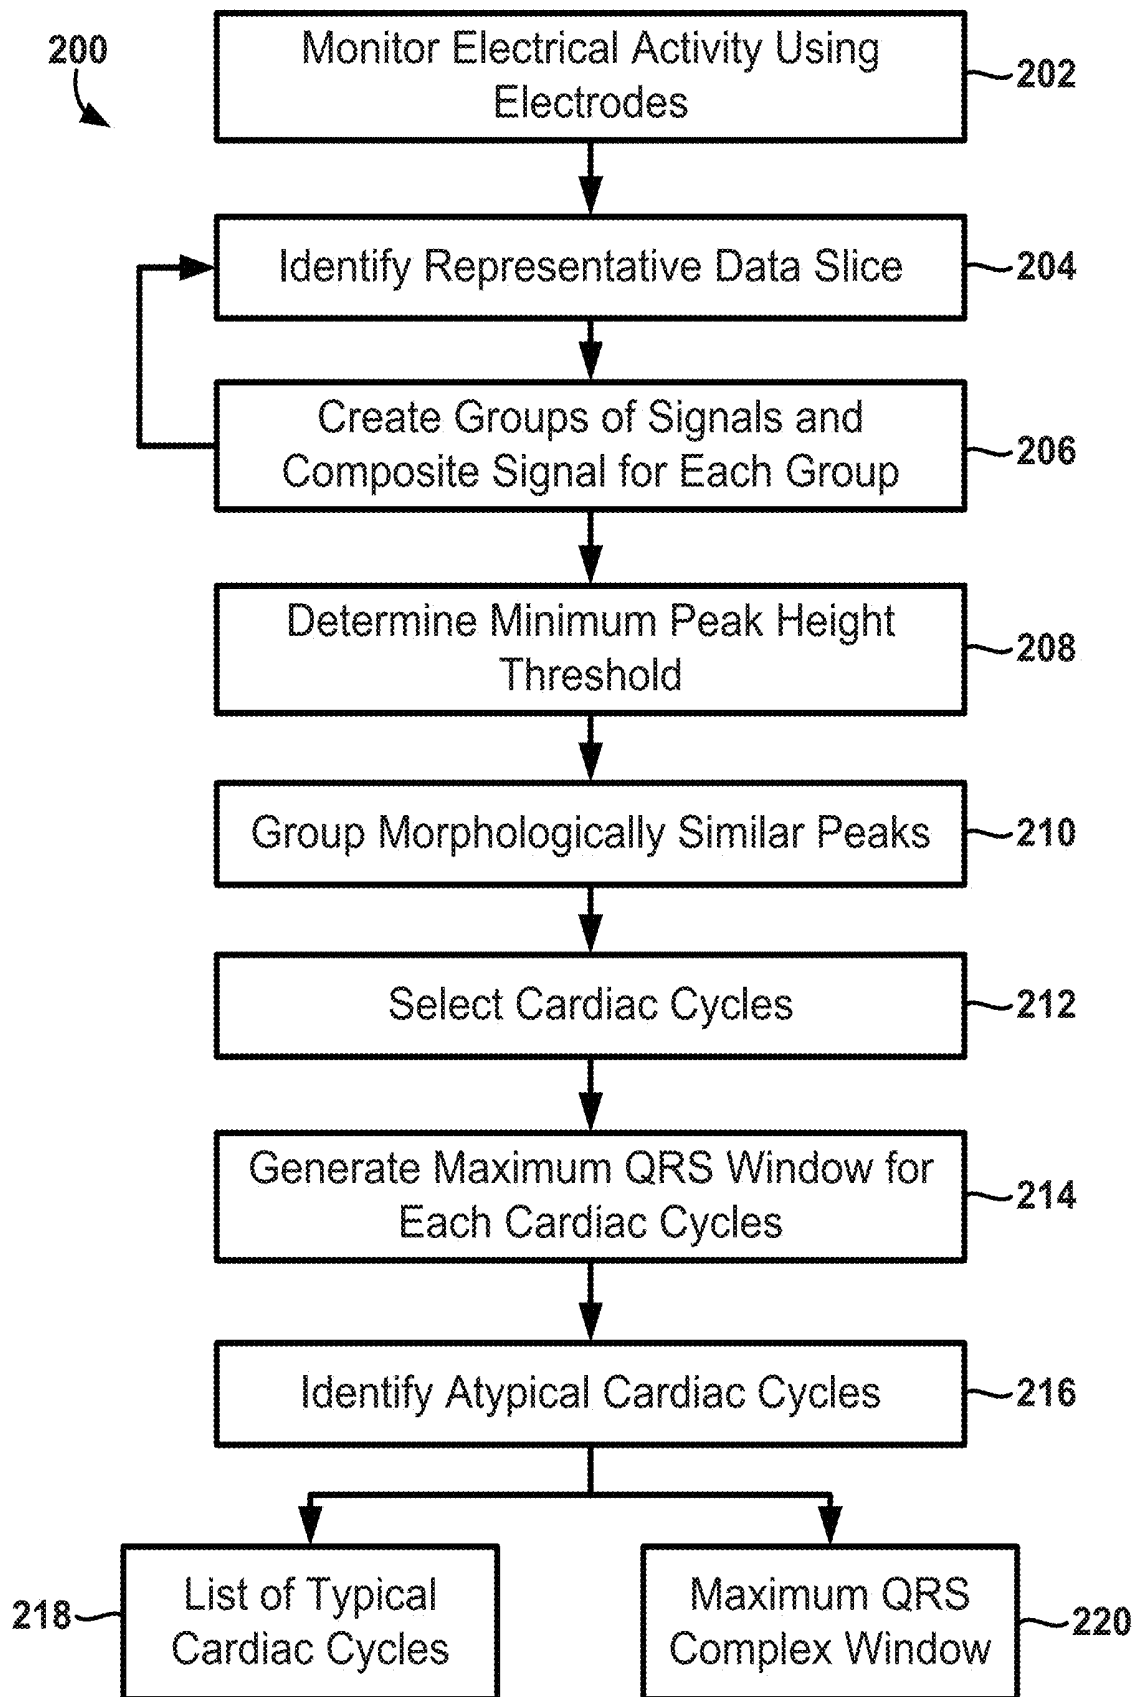 200
Monitor Electrical Activity Using
Electrodes
202
Identify Representative Data Slice
204
Create Groups of Signals and
Composite Signal for Each Group
206
Determine Minimum Peak Height
Threshold
208
Group Morphologically Similar Peaks
210
Select Cardiac Cycles
212
Generate Maximum QRS Window for
Each Cardiac Cycles
214
Identify Atypical Cardiac Cycles
216
218
List of Typical
Cardiac Cycles
Maximum QRS
Complex Window
220